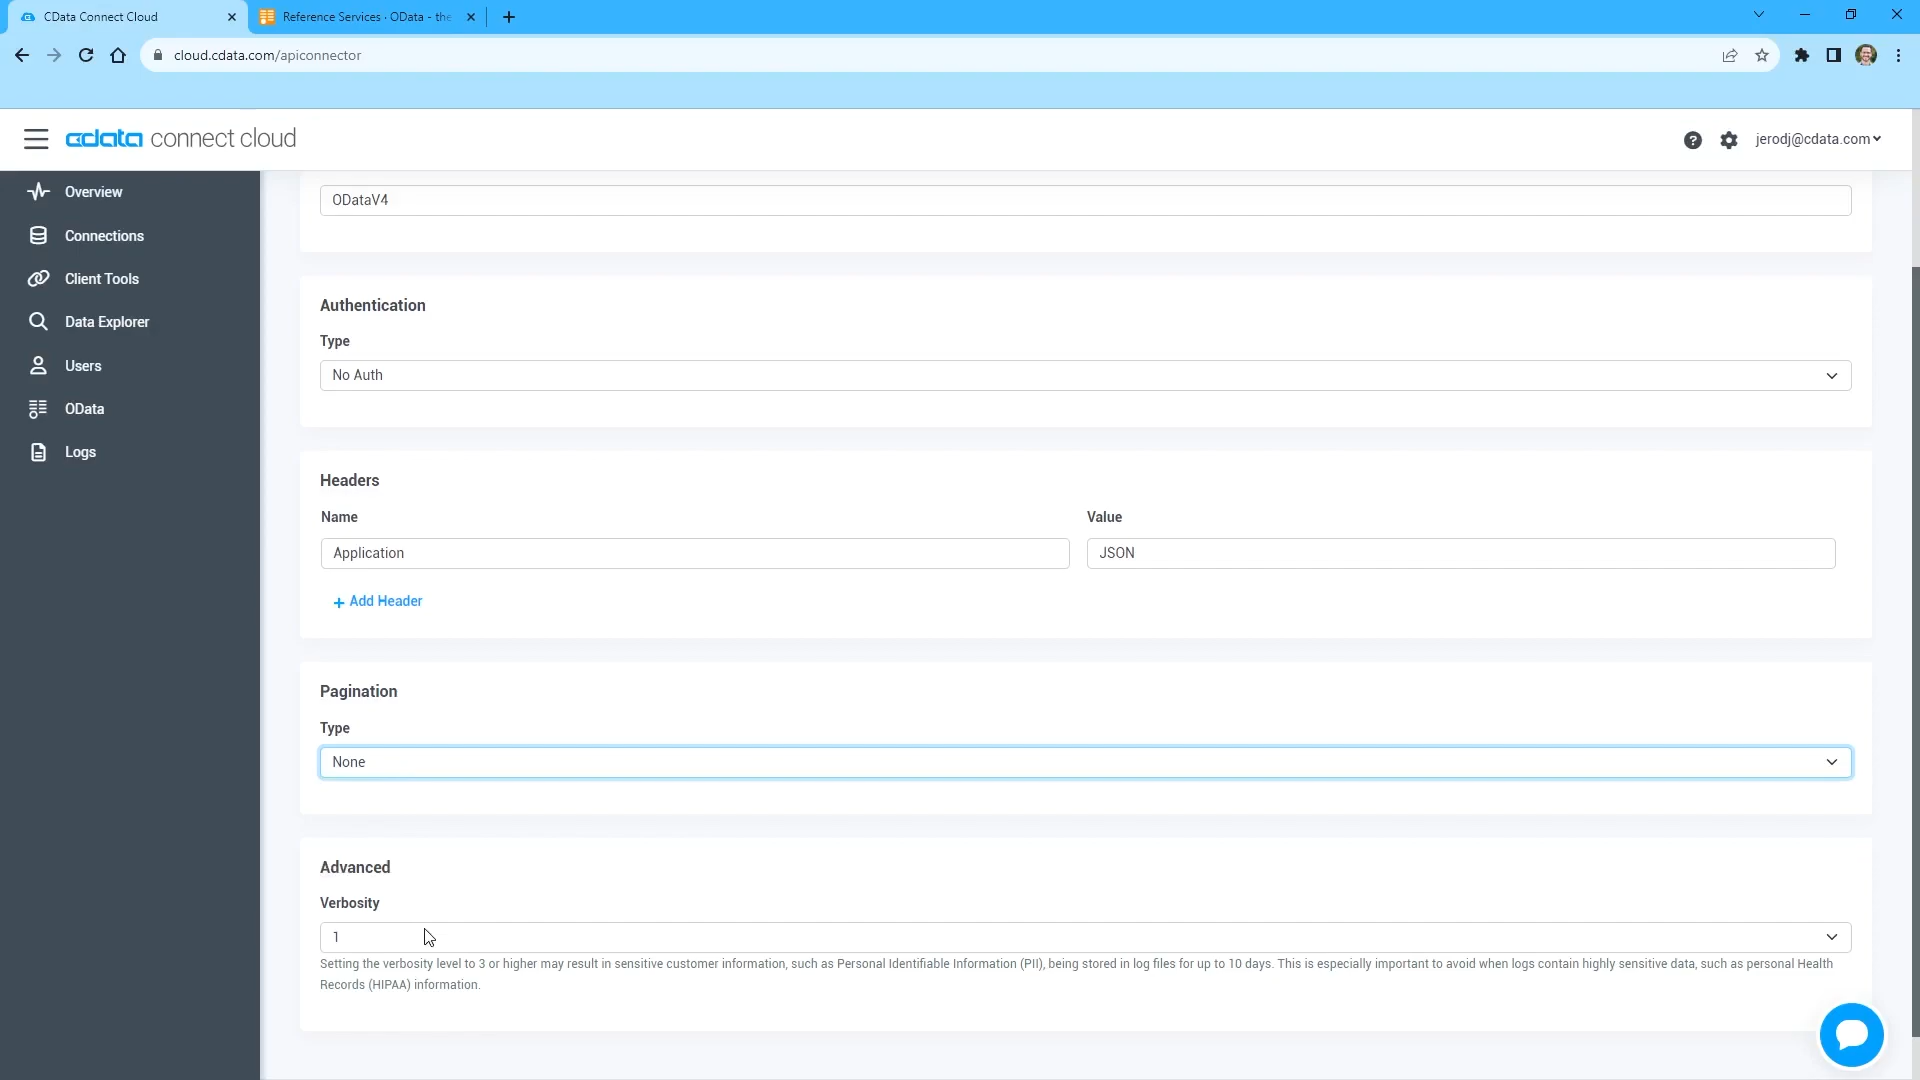 CData Connect Cloud
Reference Services · OData - the
cloud.cdata.com/apiconnector
cdata connect cloud
jerodj@cdata.com
Overview
Connections
Client Tools
Data Explorer
Users
OData
Logs
ODataV4
Authentication
Type
No Auth
Headers
Name Value
Application JSON
+ Add Header
Pagination
Type
None
Advanced
Verbosity
1
Setting the verbosity level to 3 or higher may result in sensitive customer information, such as Personal Identifiable Information (PII), being stored in log files for up to 10 days. This is especially important to avoid when logs contain highly sensitive data, such as personal Health
Records (HIPAA) information.